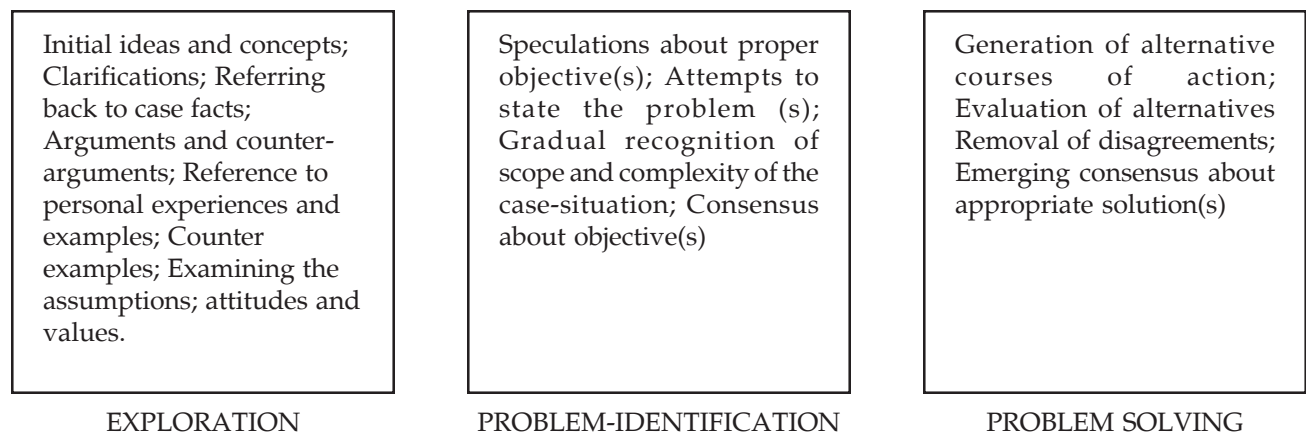 Initial ideas and concepts;
Clarifications; Referring
back to case facts;
Arguments and counter-
arguments; Reference to
personal experiences and
examples; Counter
examples; Examining the
assumptions; attitudes and
values.
EXPLORATION
Speculations about proper
objective(s); Attempts to
state the problem (s);
Gradual recognition of
scope and complexity of the
case-situation; Consensus
about objective(s)
PROBLEM-IDENTIFICATION
Generation of alternative
courses of action;
Evaluation of alternatives
Removal of disagreements;
Emerging consensus about
appropriate solution(s)
PROBLEM SOLVING